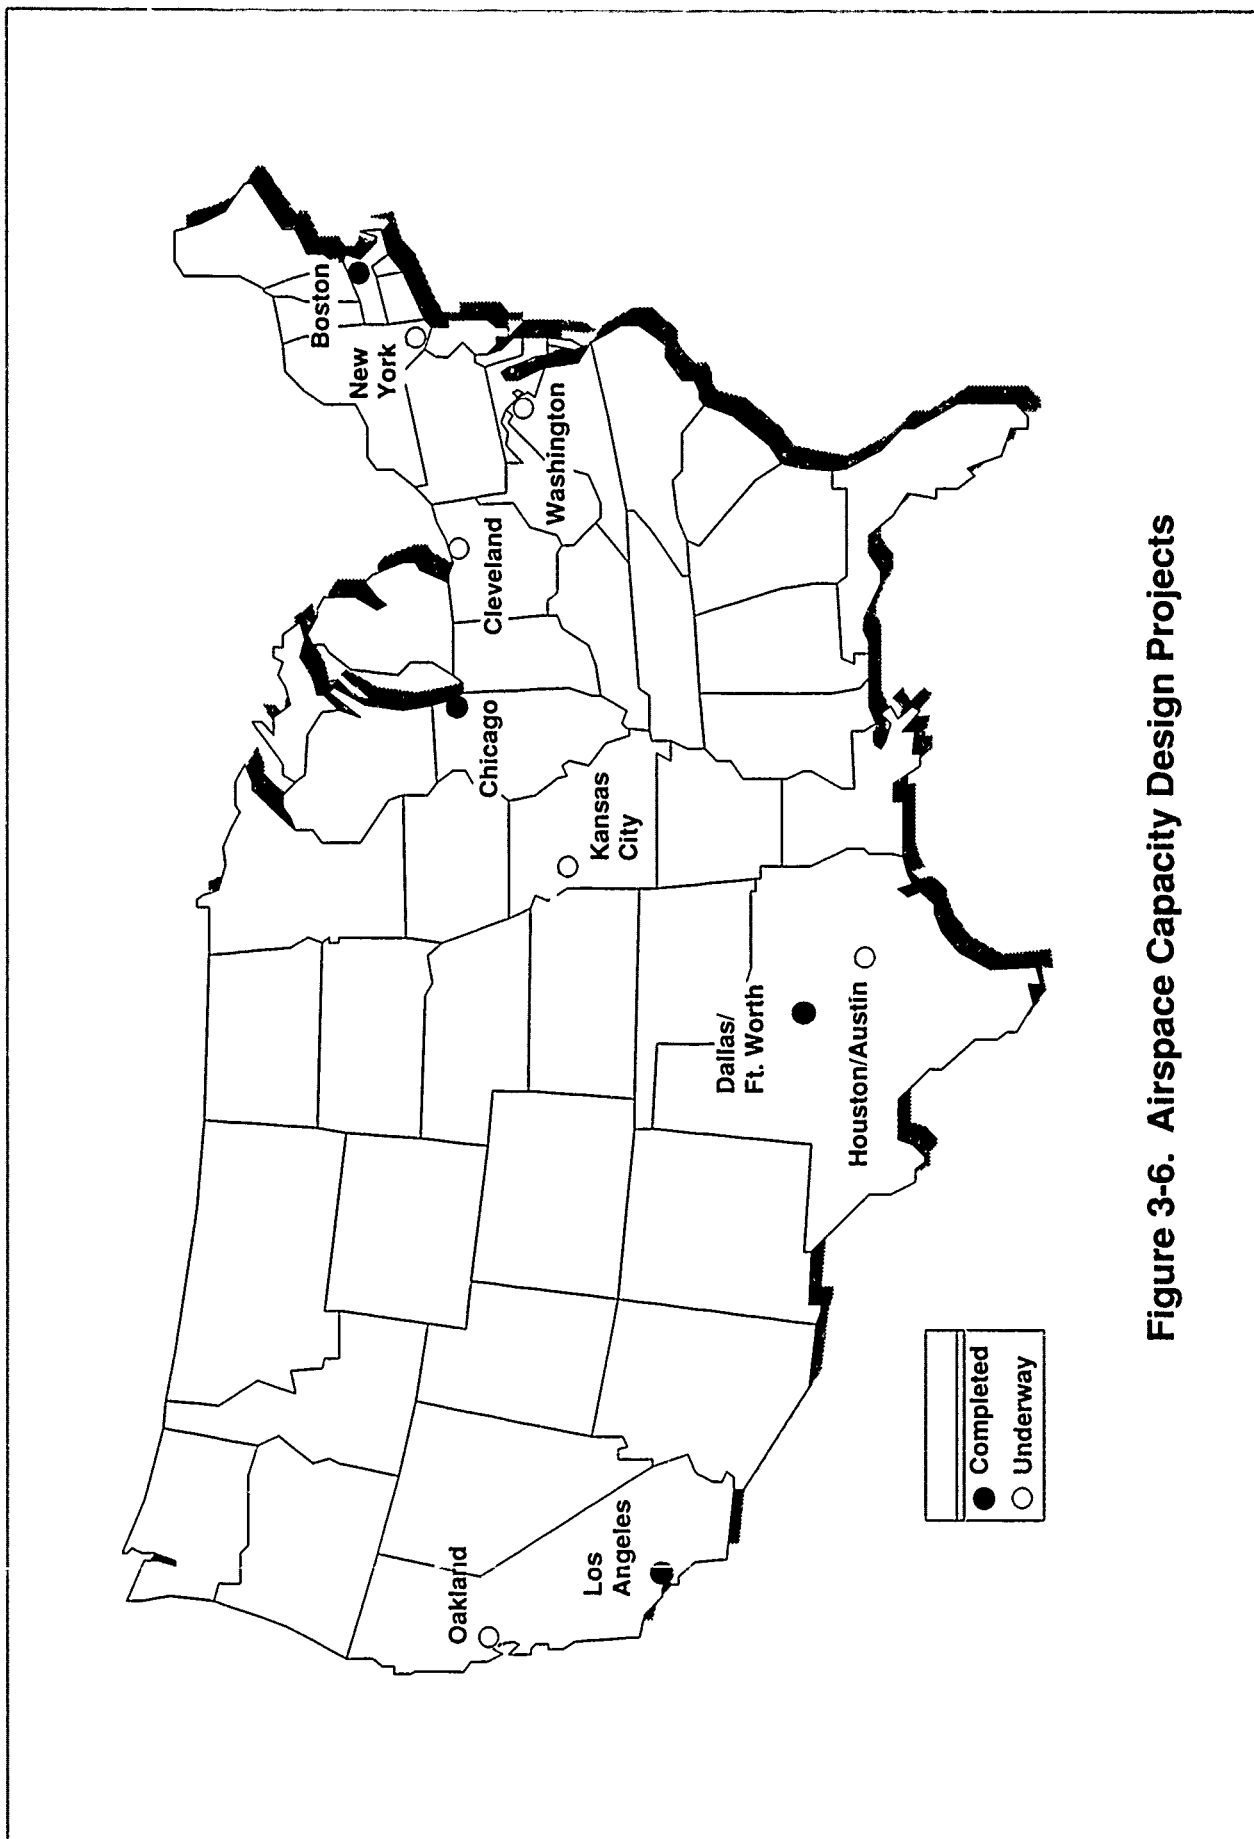 Boston
New
York
Washington
Cleveland
Chicago
Kansas
City
Dallas/
Ft. Worth
Houston/Austin
Los
Angeles
Oakland
Completed
Underway
Figure 3-6. Airspace Capacity Design Projects